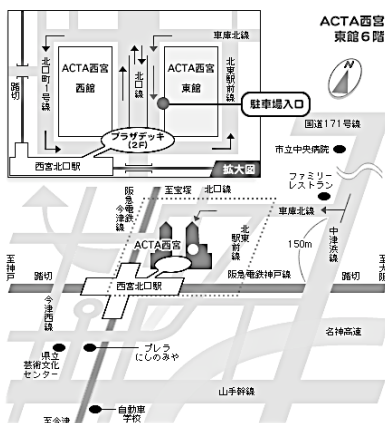 ACTA西宮
東館6階
車庫北線
北口町1号線
ACTA西宮
西館
北口線
ACTA西宮
東館
北東駅前線
駐車場入口
踏切
プラザデッキ
(2F)
西宮北口駅
拡大図
国道171号線
市立中央病院
ファミリー
レストラン
阪急電鉄
今津線
至宝塚
北口線
車庫北線
ACTA西宮
北東駅前線
150m
中津浜線
至神戸
踏切
西宮北口駅
阪急電鉄神戸線
踏切
至大阪
今津西線
名神高速
県立
芸術文化
センター
プレラ
にしのみや
山手幹線
自動車
学校
至今津